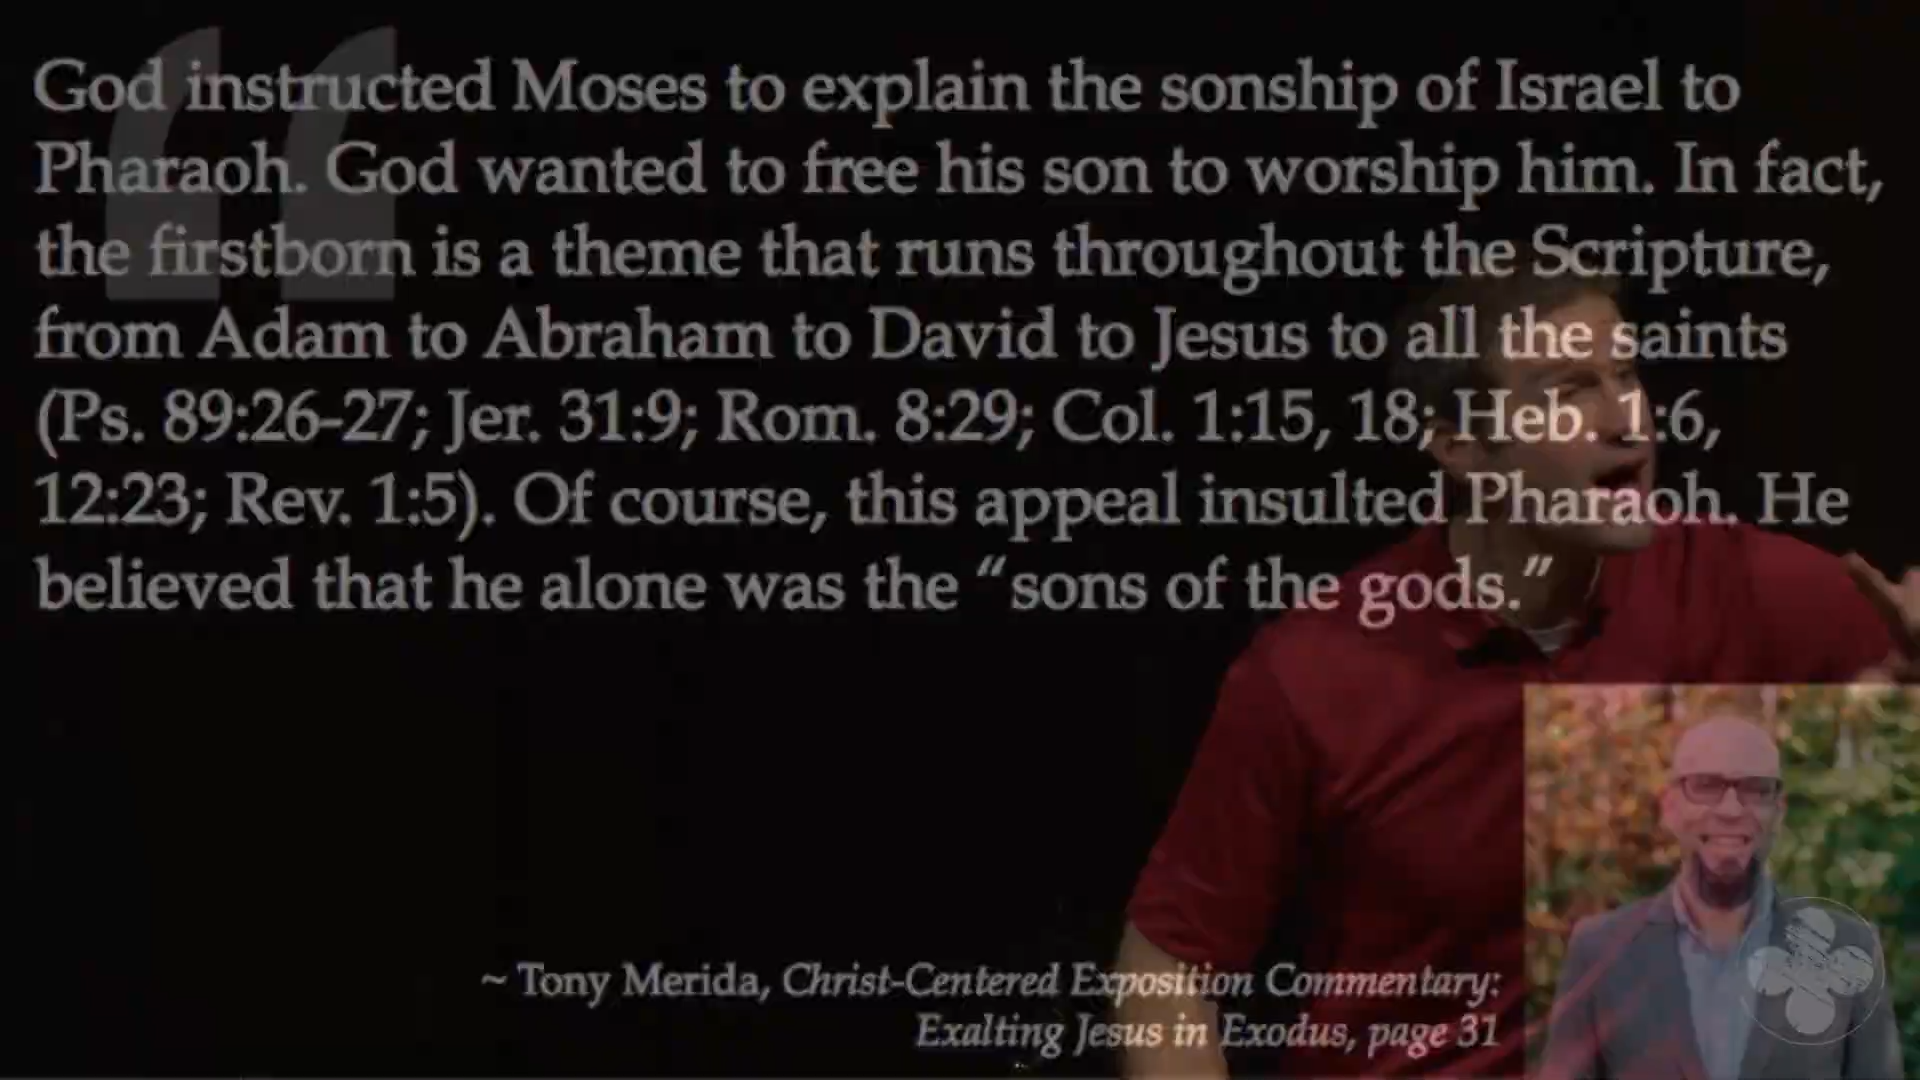 God instructed Moses to explain the sonship of Israel to
Pharaoh. God wanted to free his son to worship him. In fact,
the firstborn is a theme that runs throughout the Scripture,
from Adam to Abraham to David to Jesus to all the saints
(Ps. 89:26-27; Jer. 31:9; Rom. 8:29; Col. 1:15, 18; Heb. 1:6,
12:23; Rev. 1:5). Of course, this appeal insulted Pharaoh. He
believed that he alone was the “sons of the gods.”
~ Tony Merida, Christ-Centered Exposition Commentary:
Exalting Jesus in Exodus, page 31